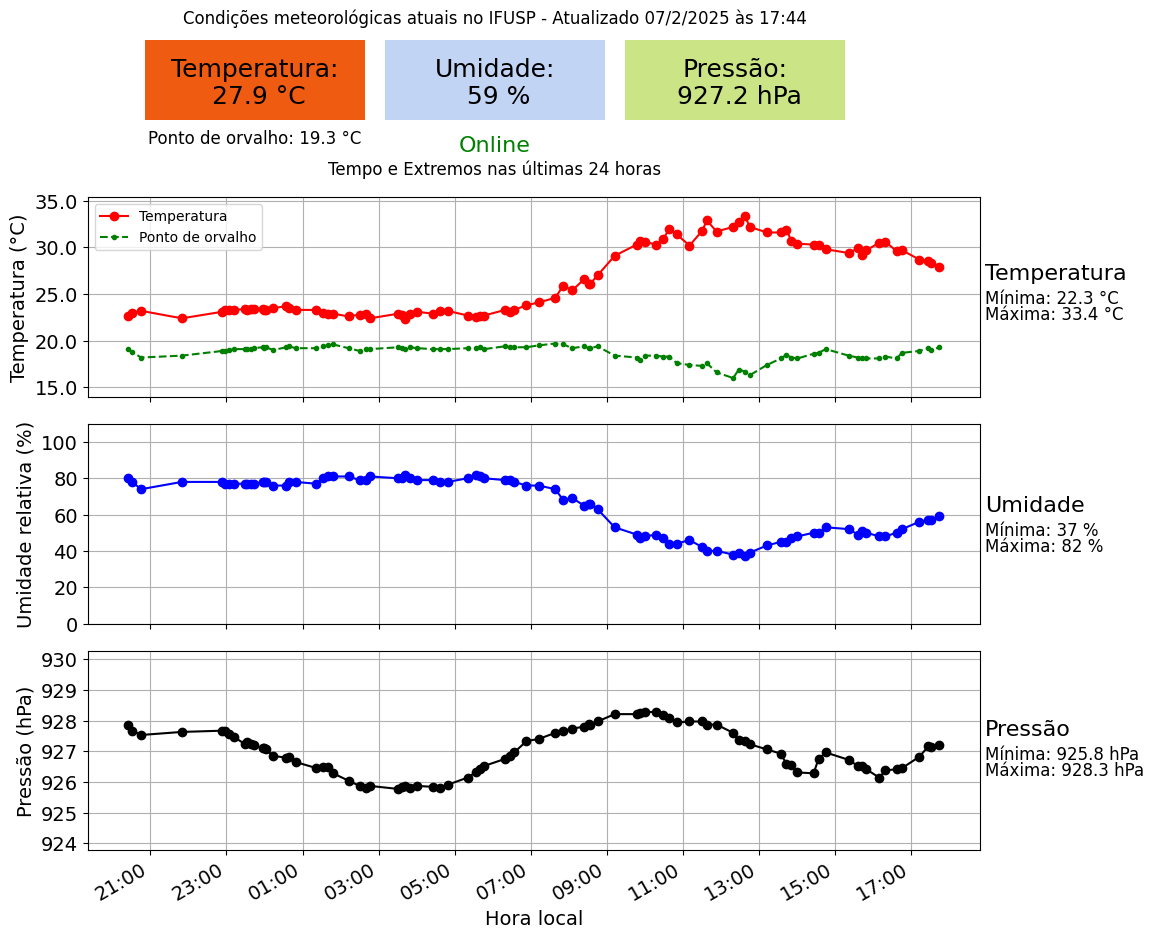 Condições meteorológicas atuais no IFUSP - Atualizado 07/2/2025 às 17:44
Temperatura:
27.9 °C
Umidade:
59 %
Pressão:
927.2 hPa
Ponto de orvalho: 19.3 °C
Online
Tempo e Extremos nas últimas 24 horas
Temperatura (°C)
35.0
30.0
25.0
20.0
15.0
Temperatura
Ponto de orvalho
Temperatura
Mínima: 22.3 °C
Máxima: 33.4 °C
Umidade relativa (%)
100
80
60
40
20
0
Umidade
Mínima: 37 %
Máxima: 82 %
Pressão (hPa)
930
929
928
927
926
925
924
Pressão
Mínima: 925.8 hPa
Máxima: 928.3 hPa
21:00
23:00
01:00
03:00
05:00
07:00
09:00
11:00
13:00
15:00
17:00
Hora local